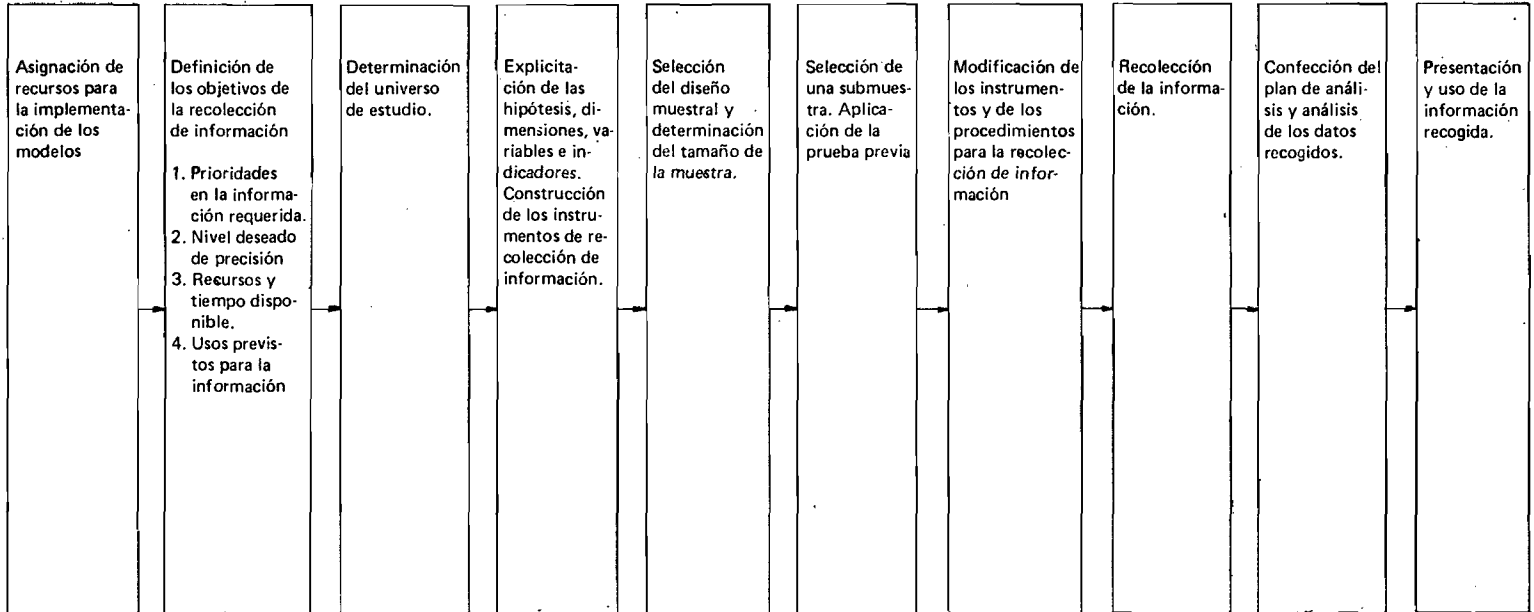 Asignación de
recursos para
la implementa-
ción de los
modelos
Definición de
los objetivos de
la recolección
de información
1. Prioridades
en la informa-
ción requerida.
2. Nivel deseado
de precisión
3. Recursos y
tiempo dispo-
nible.
4. Usos previs-
tos para la
información
Determinación
del universo
de estudio.
Explicita-
ción de las
hipótesis, di-
mensiones, va-
riables e in-
dicadores.
Construcción
de los instru-
mentos de re-
colección de
información.
Selección
del diseño
muestral y
determinación
del tamaño de
la muestra.
Selección de
una submues-
tra. Aplica-
ción de la
prueba previa
Modificación de
los instrumen-
tos y de los
procedimientos
para la recolec-
ción de infor-
mación
Recolección
de la informa-
ción.
Confección del
plan de análi-
sis y análisis
de los datos
recogidos.
Presentación
y uso de la
información
recogida.